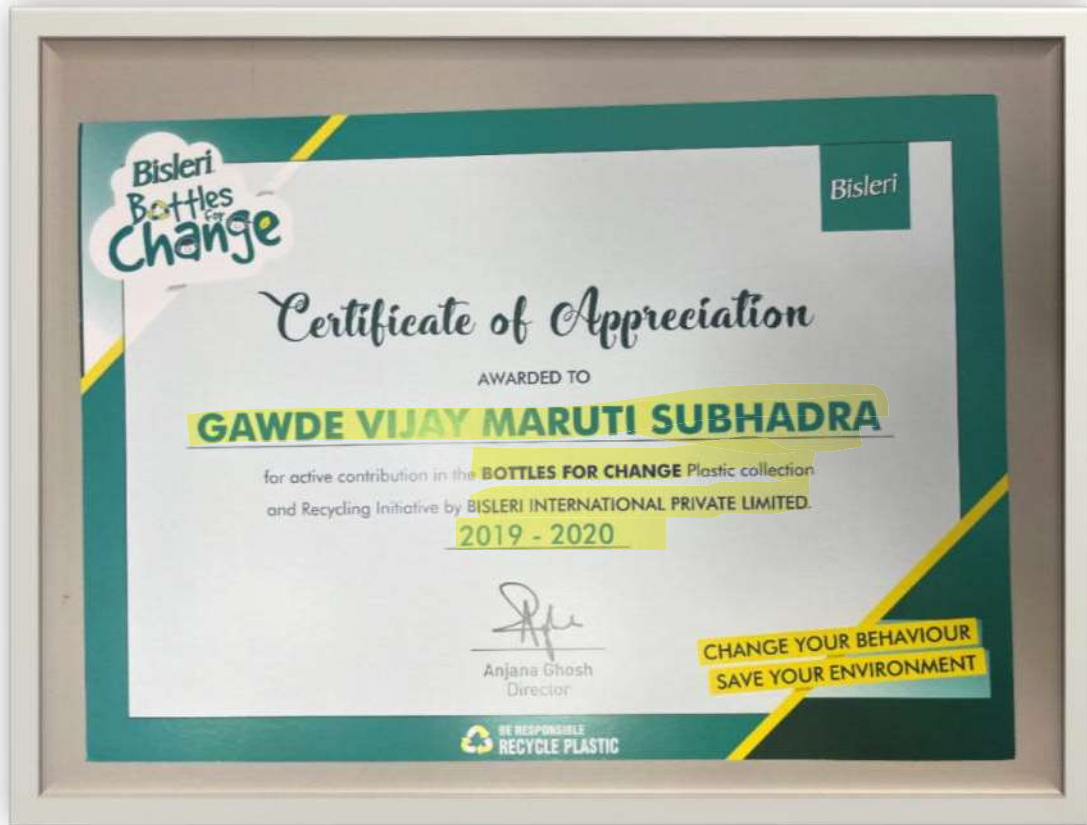 Bisleri
Bottles
for
Change
Bisleri
Certificate of Appreciation
AWARDED TO
GAWDE VIJAY MARUTI SUBHADRA
for active contribution in the BOTTLES FOR CHANGE Plastic collection
and Recycling Initiative by BISLERI INTERNATIONAL PRIVATE LIMITED.
2019 - 2020
Anjana Ghosh
Director
CHANGE YOUR BEHAVIOUR
SAVE YOUR ENVIRONMENT
BE RESPONSIBLE
RECYCLE PLASTIC